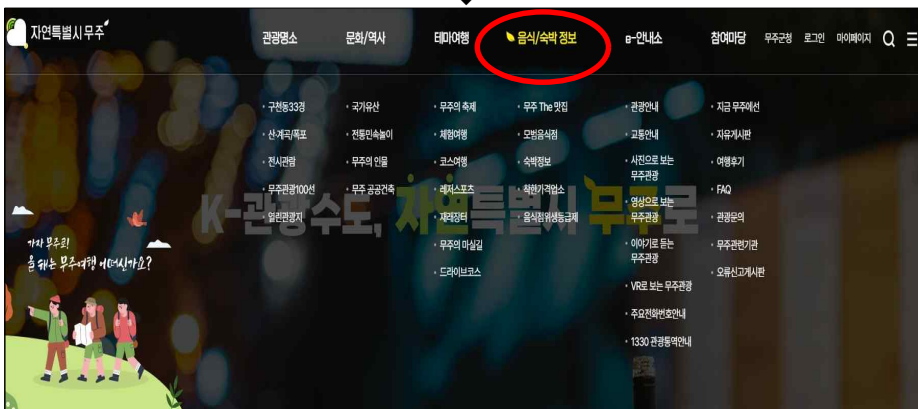 자연특별시 무주
관광명소 문화/역사 테마여행 음식/숙박 정보 e-안내소 참여마당 무주군청 로그인 마이페이지
· 구천동33경
· 산·계곡/폭포
· 전시관람
· 무주관광100선
· 일반관광지
· 국가유산
· 전통민속놀이
· 무주의 인물
· 무주 공공건축
· 무주의 축제
· 체험여행
· 코스여행
· 레저스포츠
· 재래장터
· 무주의 마실길
· 드라이브코스
· 무주 The 맛집
· 모범음식점
· 숙박정보
· 착한가격업소
· 음식점위생등급제
· 관광안내
· 교통안내
· 사진으로 보는
무주관광
· 영상으로 보는
무주관광
· 이야기로 듣는
무주관광
· VR로 보는 무주관광
· 주요전화번호안내
· 1330 관광통역안내
· 지금 무주에선
· 자유게시판
· 여행후기
· FAQ
· 관광문의
· 무주관련기관
· 오류신고게시판
K-관광수도, 자연특별시 무주로
가자 무주로!
올해는 무주여행 어떠신가요?